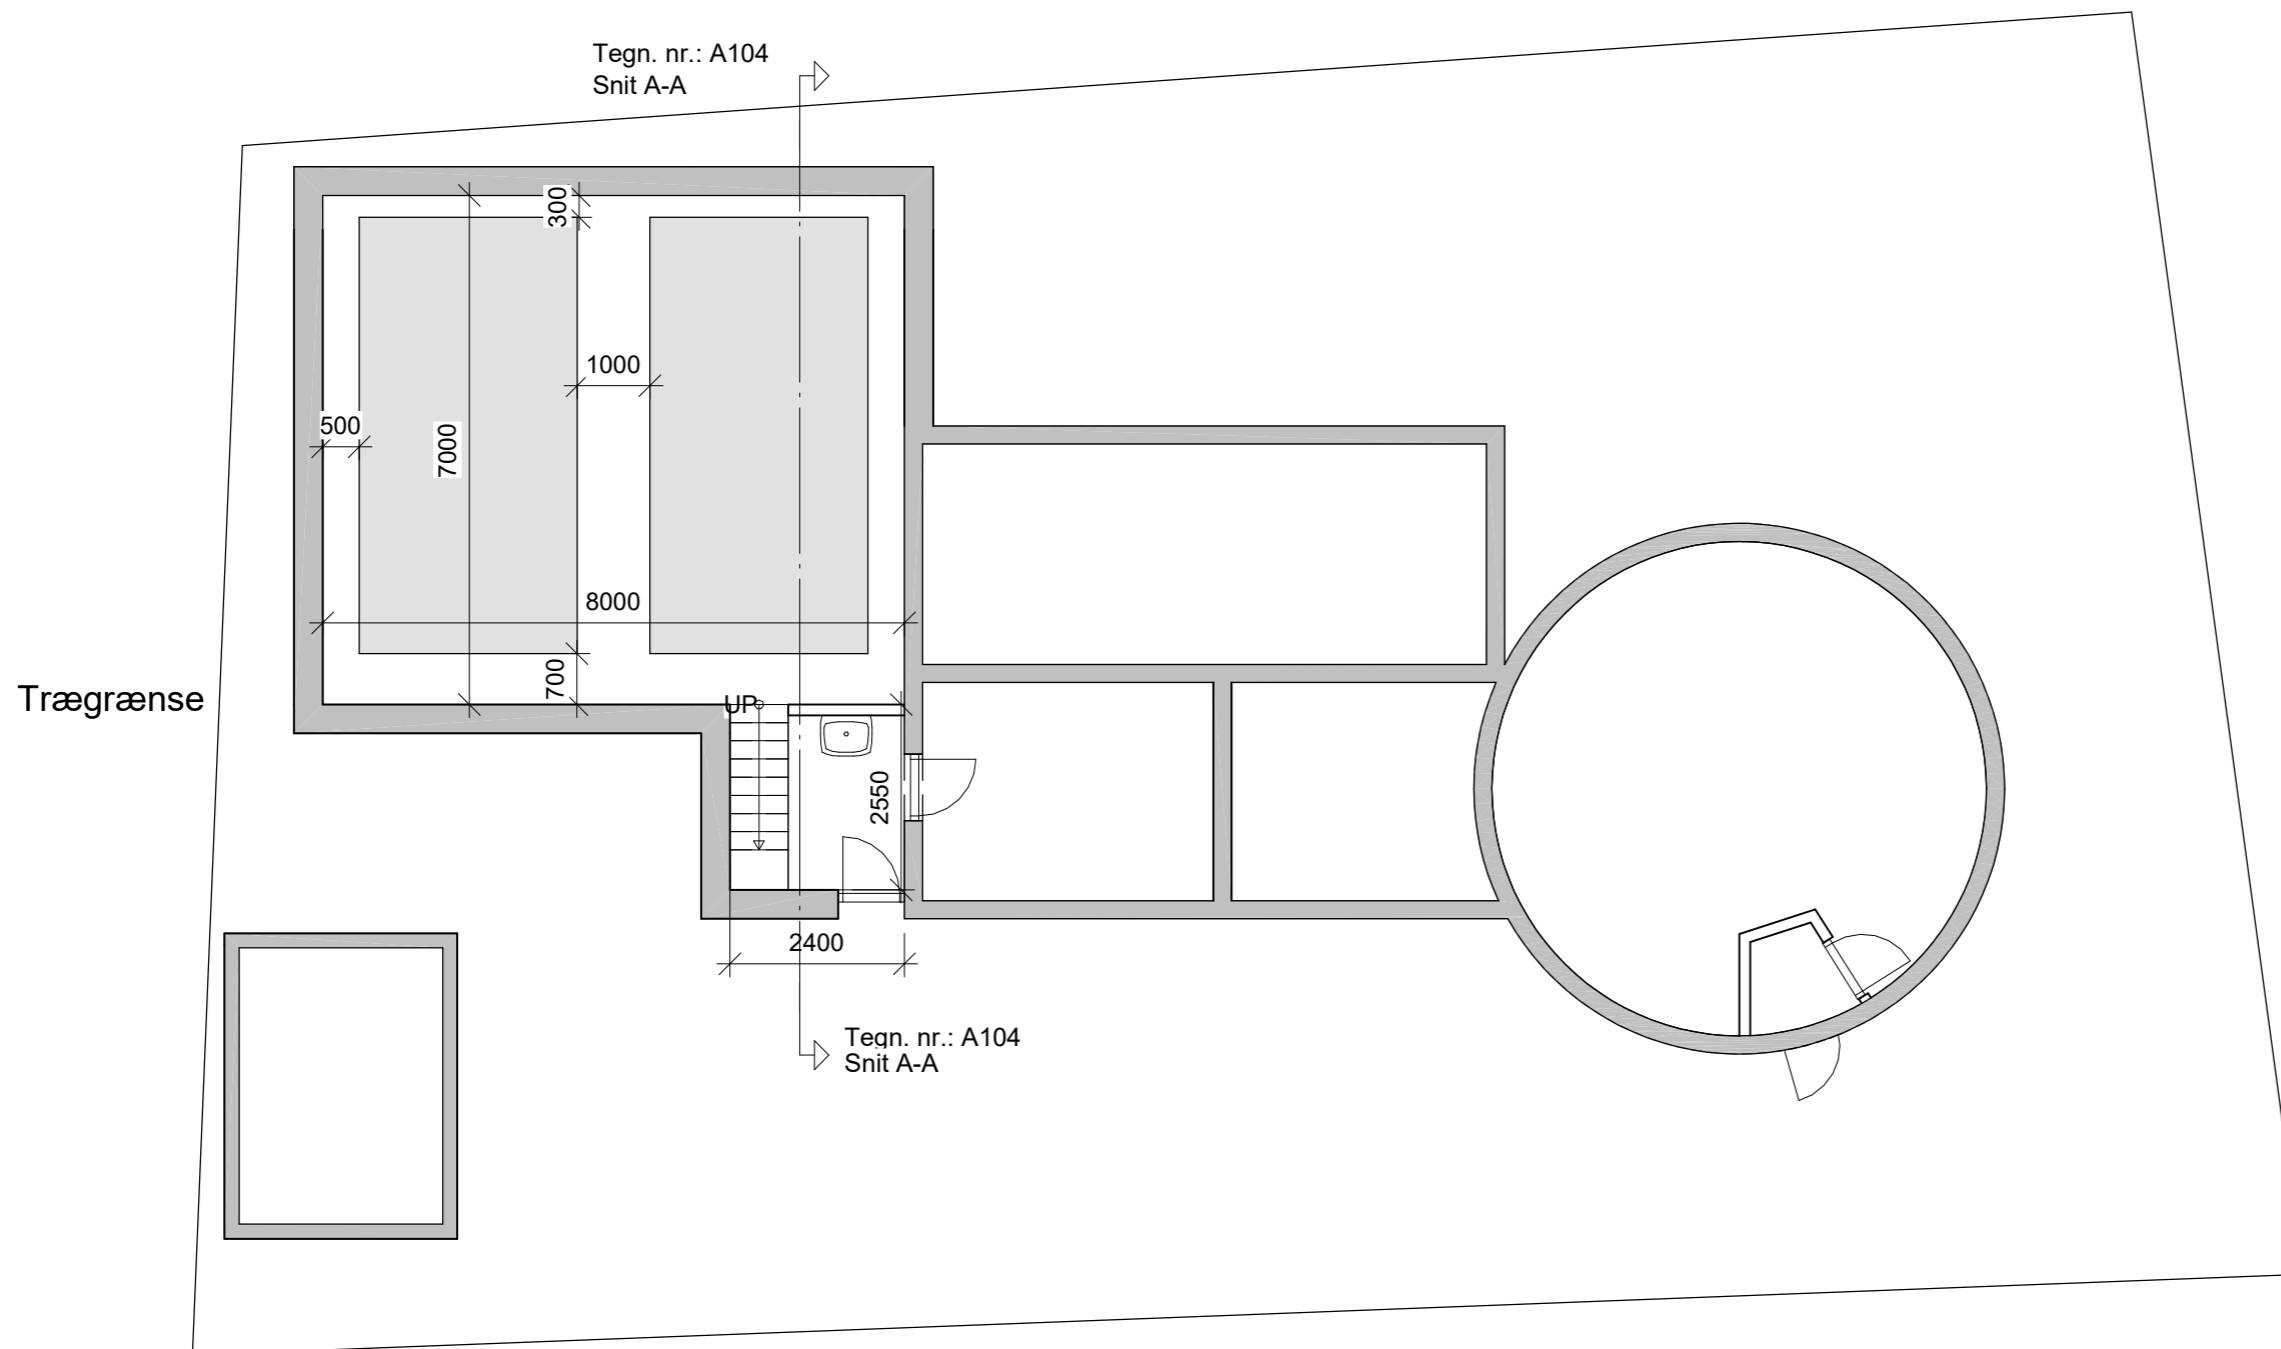 Tegn. nr.: A104
Snit A-A
300
1000
500
7000
8000
700
Trægrænse
UP
2550
2400
Tegn. nr.: A104
Snit A-A